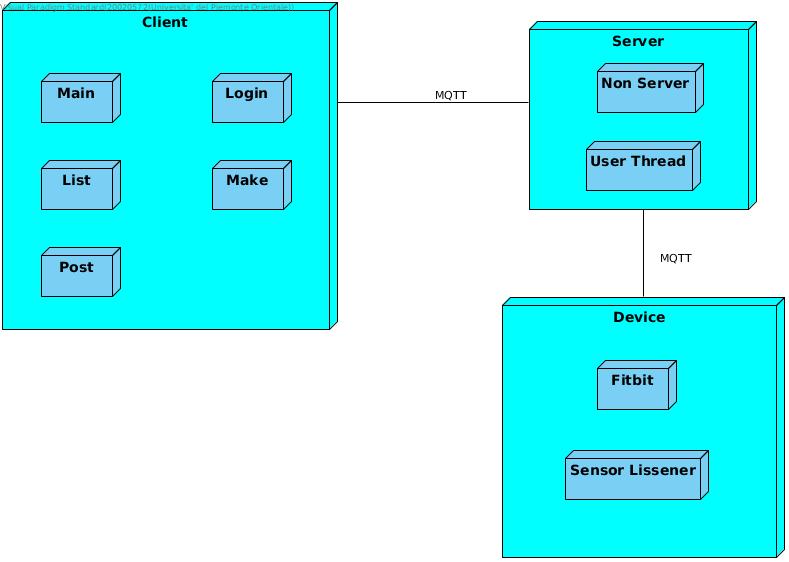 Visual Paradigm Standard(20020572(Universita' del Piemonte Orientale))
Client
Main
Login
List
Make
Post
MQTT
Server
Non Server
User Thread
MQTT
Device
Fitbit
Sensor Lissener